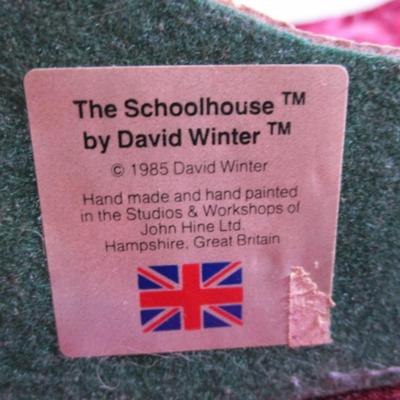 The Schoolhouse ™
by David Winter ™
© 1985 David Winter
Hand made and hand painted
in the Studios & Workshops of
John Hine Ltd.
Hampshire, Great Britain